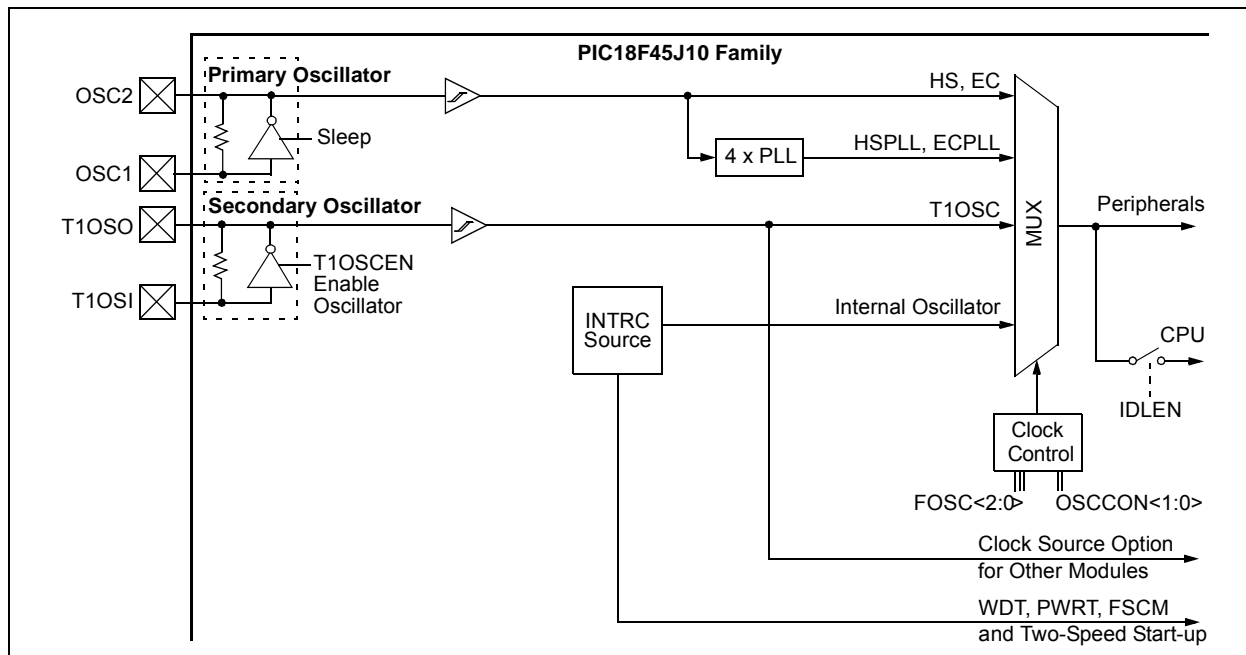 PIC18F45J10 Family
Primary Oscillator
OSC2
HS, EC
Sleep
4 x PLL
HSPLL, ECPLL
OSC1
Secondary Oscillator
T1OSO
T1OSC
MUX
Peripherals
T1OSCEN
Enable
Oscillator
T1OSI
INTRC
Source
Internal Oscillator
CPU
IDLEN
Clock
Control
FOSC<2:0>
OSCCON<1:0>
Clock Source Option
for Other Modules
WDT, PWRT, FSCM
and Two-Speed Start-up